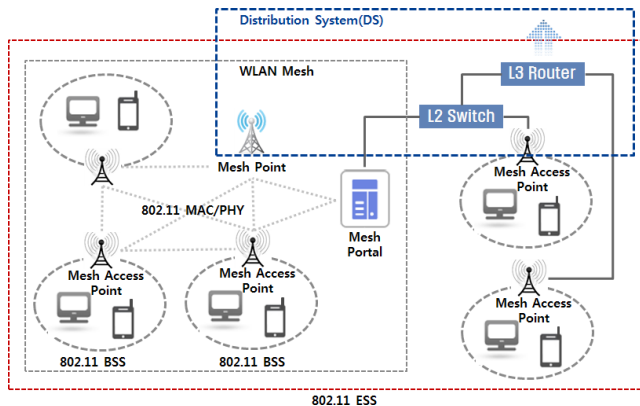 Distribution System(DS)
WLAN Mesh
L3 Router
L2 Switch
Mesh Point
Mesh Access
Point
802.11 MAC/PHY
Mesh
Portal
Mesh Access
Point
Mesh Access
Point
Mesh Access
Point
802.11 BSS
802.11 BSS
802.11 ESS